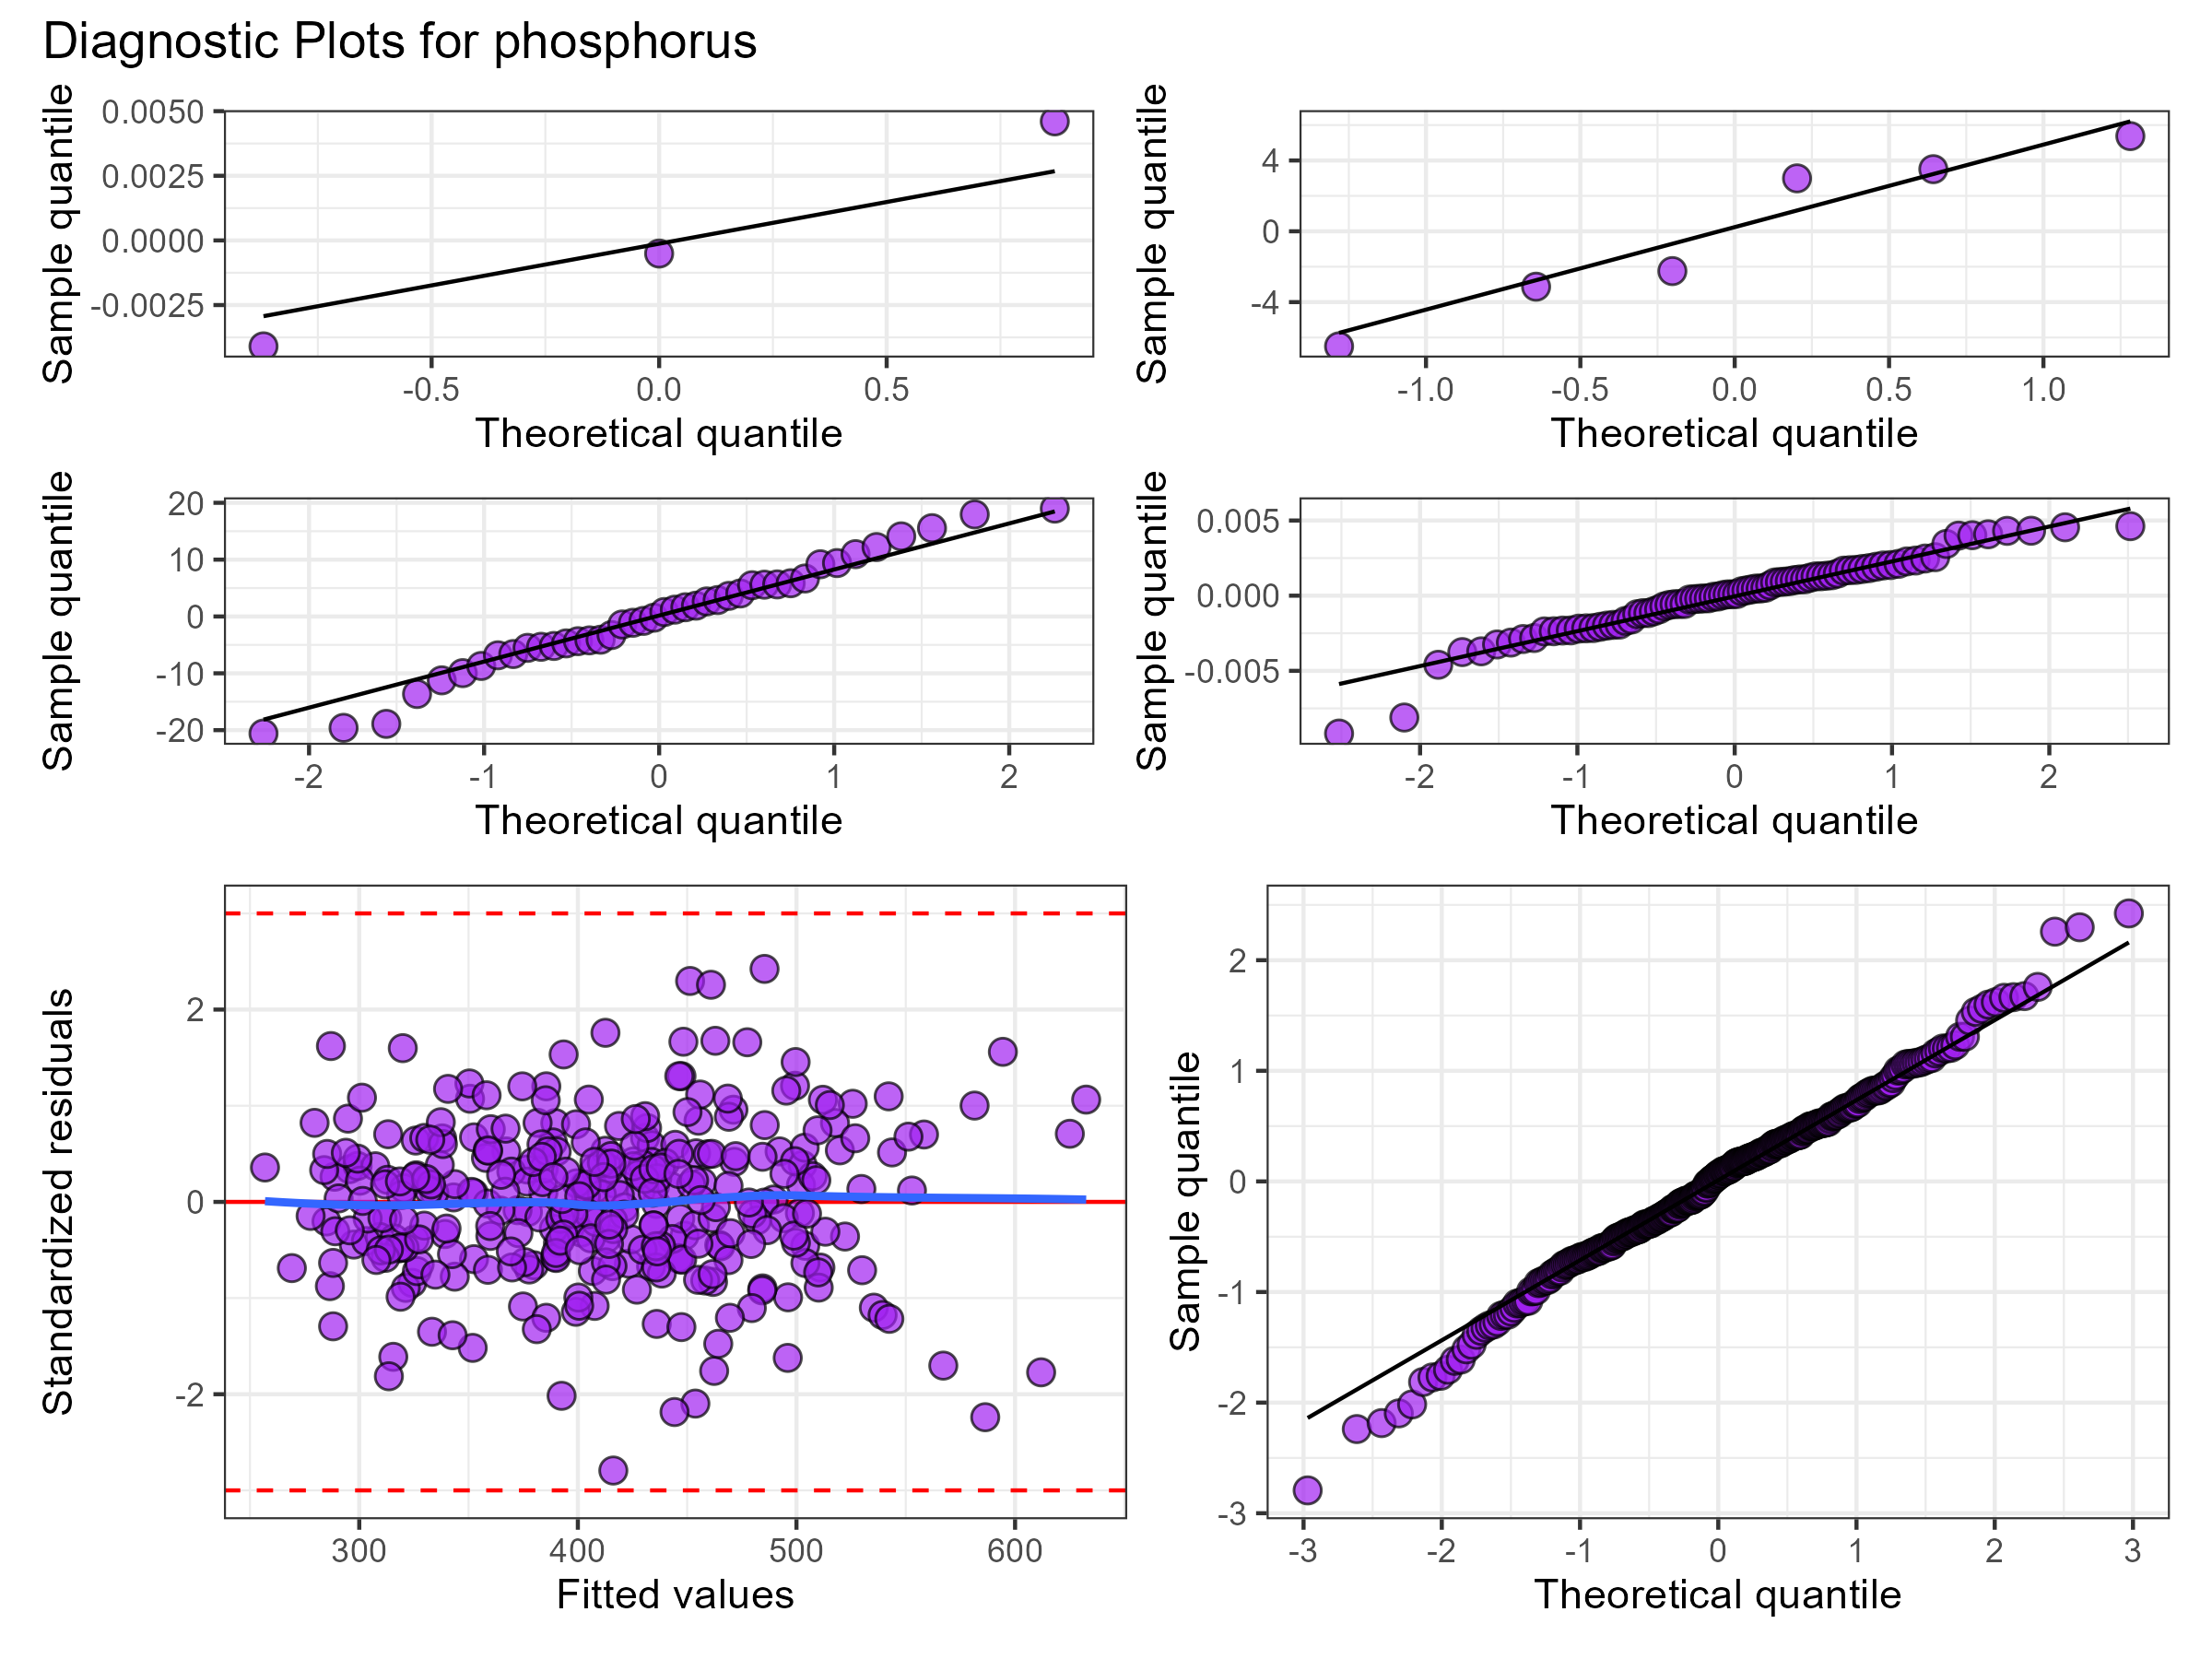 Diagnostic Plots for phosphorus
Sample quantile
0.0050
0.0025
0.0000
-0.0025
-0.5 0.0 0.5
Theoretical quantile
Sample quantile
4
0
-4
-1.0 -0.5 0.0 0.5 1.0
Theoretical quantile
Sample quantile
20
10
0
-10
-20
-2 -1 0 1 2
Theoretical quantile
Sample quantile
0.005
0.000
-0.005
-2 -1 0 1 2
Theoretical quantile
Standardized residuals
2
0
-2
300 400 500 600
Fitted values
Sample quantile
2
1
0
-1
-2
-3
-3 -2 -1 0 1 2 3
Theoretical quantile